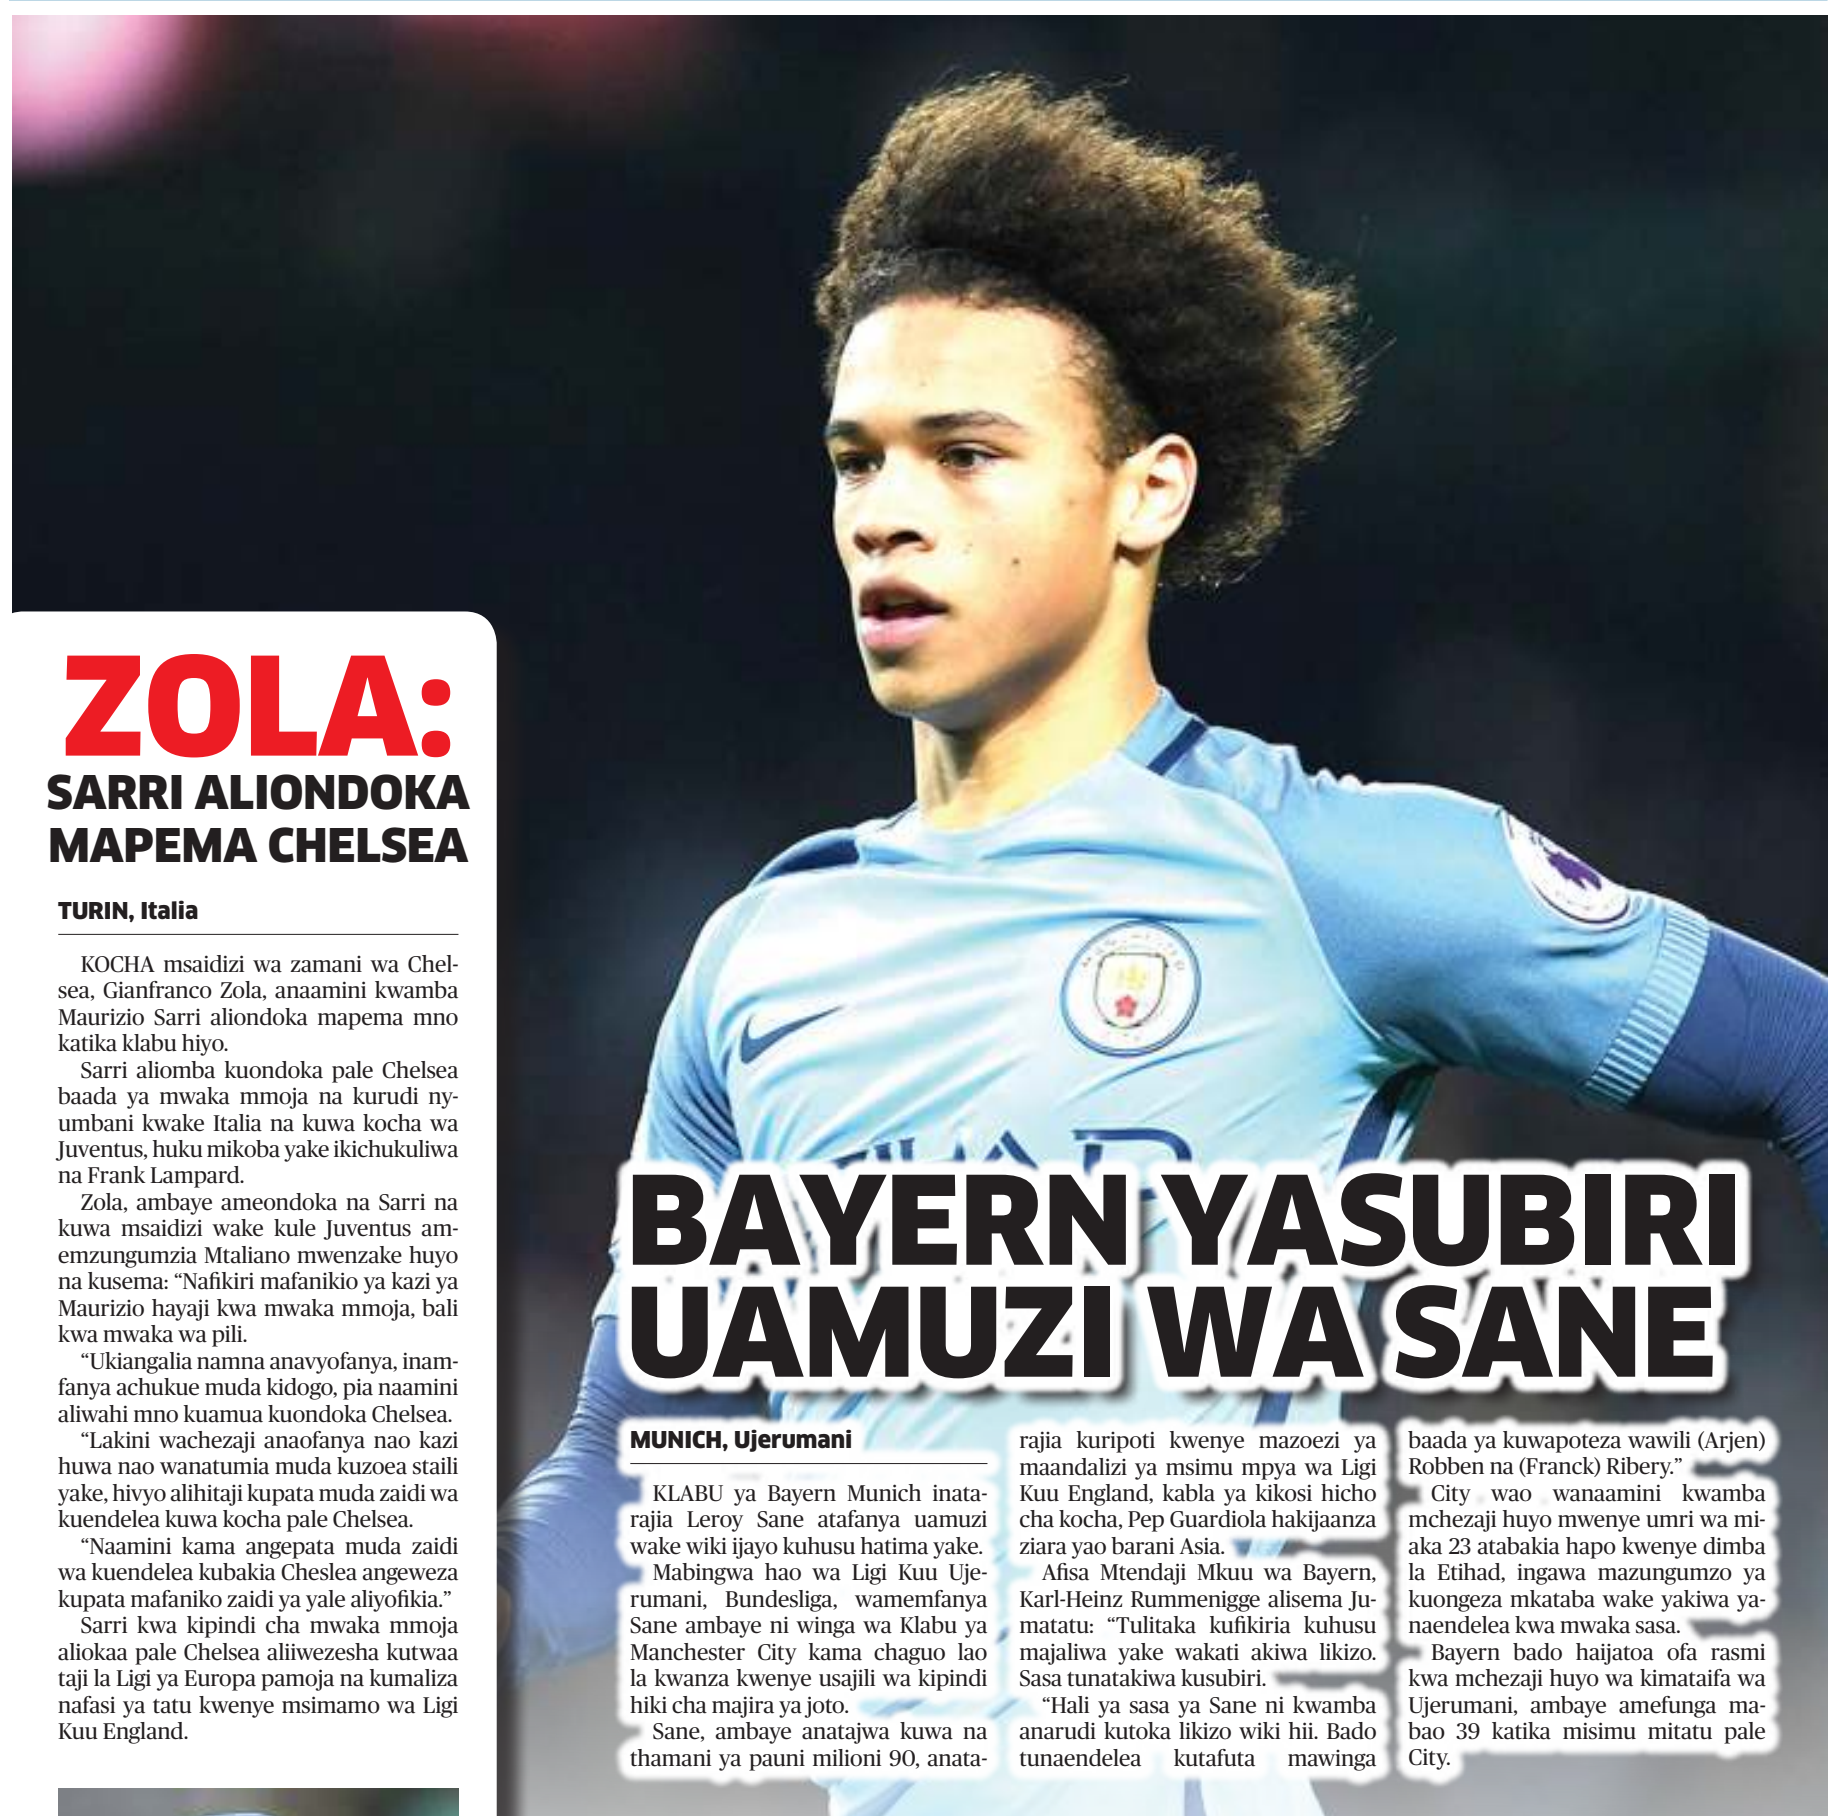 ZOLA:
SARRI ALIONDOKA
MAPEMA CHELSEA
TURIN, Italia
KOCHA msaidizi wa zamani wa Chel-
sea, Gianfranco Zola, anaamini kwamba
Maurizio Sarri aliondoka mapema mno
katika klabu hiyo.
Sarri aliomba kuondoka pale Chelsea
baada ya mwaka mmoja na kurudi ny-
umbani kwake Italia na kuwa kocha wa
Juventus, huku mikoba yake ikichukuliwa
na Frank Lampard.
Zola, ambaye ameondoka na Sarri na
kuwa msaidizi wake kule Juventus am-
emzungumzia Mtaliano mwenzake huyo
na kusema: “Nafikiri mafanikio ya kazi ya
Maurizio hayaji kwa mwaka mmoja, bali
kwa mwaka wa pili.
“Ukiangalia namna anavyofanya, inam-
fanya achukue muda kidogo, pia naamini
aliwahi mno kuamua kuondoka Chelsea.
“Lakini wachezaji anaofanya nao kazi
huwa nao wanatumia muda kuzoea staili
yake, hivyo alihitaji kupata muda zaidi wa
kuendelea kuwa kocha pale Chelsea.
“Naamini kama angepata muda zaidi
wa kuendelea kubakia Cheslea angeweza
kupata mafaniko zaidi ya yale aliyofikia.”
Sarri kwa kipindi cha mwaka mmoja
aliokaa pale Chelsea aliiwezesha kutwaa
taji la Ligi ya Europa pamoja na kumaliza
nafasi ya tatu kwenye msimamo wa Ligi
Kuu England.
BAYERN YASUBIRI
UAMUZI WA SANE
MUNICH, Ujerumani
KLABU ya Bayern Munich inata-
rajia Leroy Sane atafanya uamuzi
wake wiki ijayo kuhusu hatima yake.
Mabingwa hao wa Ligi Kuu Uje-
rumani, Bundesliga, wamemfanya
Sane ambaye ni winga wa Klabu ya
Manchester City kama chaguo lao
la kwanza kwenye usajili wa kipindi
hiki cha majira ya joto.
Sane, ambaye anatajwa kuwa na
thamani ya pauni milioni 90, anata-
rajia kuripoti kwenye mazoezi ya
maandalizi ya msimu mpya wa Ligi
Kuu England, kabla ya kikosi hicho
cha kocha, Pep Guardiola hakijaanza
ziara yao barani Asia.
Afisa Mtendaji Mkuu wa Bayern,
Karl-Heinz Rummenigge alisema Ju-
matatu: “Tulitaka kufikiria kuhusu
majaliwa yake wakati akiwa likizo.
Sasa tunatakiwa kusubiri.
“Hali ya sasa ya Sane ni kwamba
anarudi kutoka likizo wiki hii. Bado
tunaendelea kutafuta mawinga
baada ya kuwapoteza wawili (Arjen)
Robben na (Franck) Ribery.”
City wao wanaamini kwamba
mchezaji huyo mwenye umri wa mi-
aka 23 atabakia hapo kwenye dimba
la Etihad, ingawa mazungumzo ya
kuongeza mkataba wake yakiwa ya-
naendelea kwa mwaka sasa.
Bayern bado haijatoa ofa rasmi
kwa mchezaji huyo wa kimataifa wa
Ujerumani, ambaye amefunga ma-
bao 39 katika misimu mitatu pale
City.